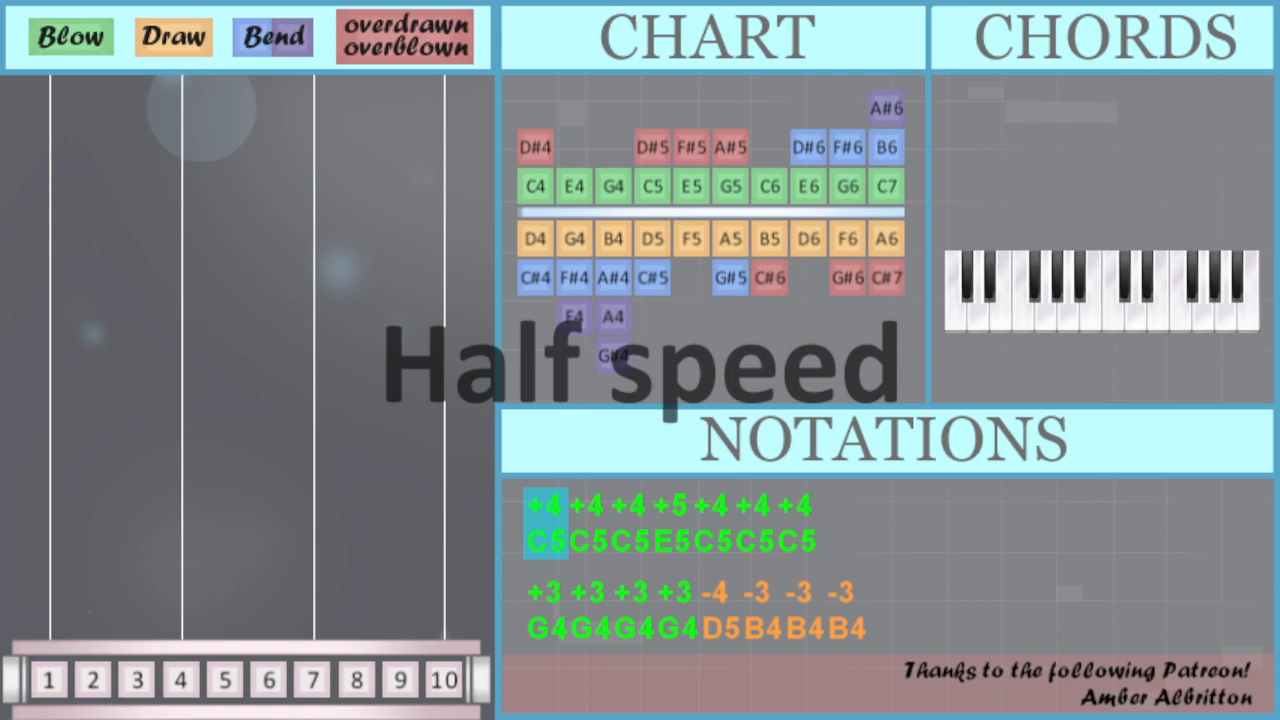 Blow Draw Bend overdrawn
overblown
CHART
CHORDS
A#6
D#4 D#5 F#5 A#5 D#6 F#6 B6
C4 E4 G4 C5 E5 G5 C6 E6 G6 C7
D4 G4 B4 D5 F5 A5 B5 D6 F6 A6
C#4 F#4 A#4 C#5 G#5 C#6 G#6 C#7
F4 A4
G#4
Half speed
NOTATIONS
+4 +4 +4 +5 +4 +4 +4
C5C5C5E5C5C5C5
+3 +3 +3 +3 -4 -3 -3 -3
G4G4G4G4D5B4B4B4
Thanks to the following Patreon!
Amber Albritton
1 2 3 4 5 6 7 8 9 10